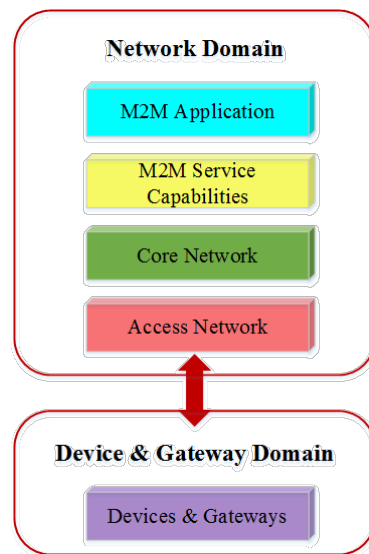 Network Domain
M2M Application
M2M Service
Capabilities
Core Network
Access Network
Device & Gateway Domain
Devices & Gateways